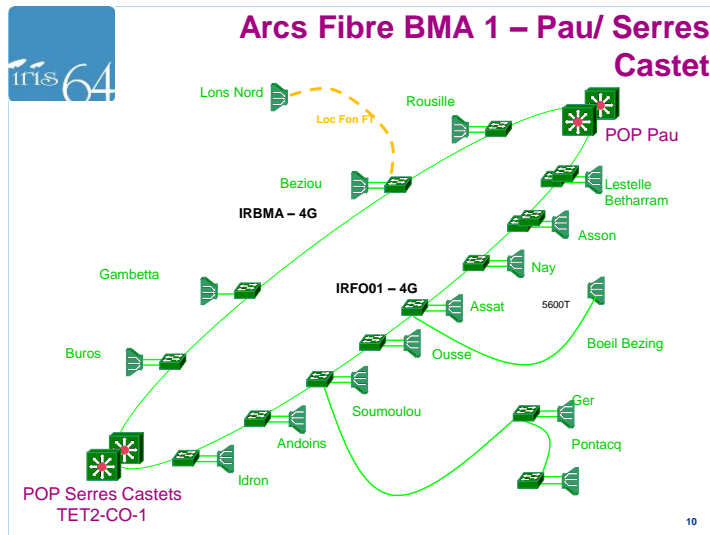 Arcs Fibre BMA 1 – Pau/ Serres
Castet
iris 64
Lons Nord
Loc Fon FT
Rousille
POP Pau
Beziou
Lestelle
Betharram
IRBMA – 4G
Asson
Nay
Gambetta
IRFO01 – 4G
Assat
5600T
Boeil Bezing
Buros
Ousse
Soumoulou
Ger
Andoins
Pontacq
Idron
POP Serres Castets
TET2-CO-1
10